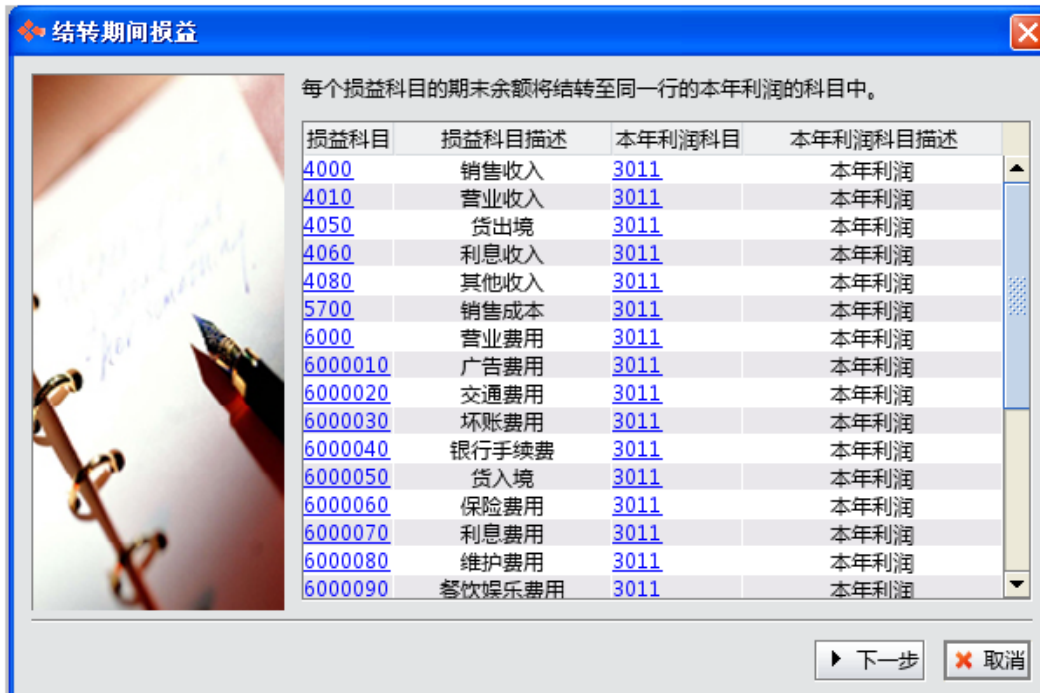 结转期间损益
每个损益科目的期末余额将结转至同一行的本年利润的科目中。
损益科目 损益科目描述 本年利润科目 本年利润科目描述
4000 销售收入 3011 本年利润
4010 营业收入 3011 本年利润
4050 货出境 3011 本年利润
4060 利息收入 3011 本年利润
4080 其他收入 3011 本年利润
5700 销售成本 3011 本年利润
6000 营业费用 3011 本年利润
6000010 广告费用 3011 本年利润
6000020 交通费用 3011 本年利润
6000030 坏账费用 3011 本年利润
6000040 银行手续费 3011 本年利润
6000050 货入境 3011 本年利润
6000060 保险费用 3011 本年利润
6000070 利息费用 3011 本年利润
6000080 维护费用 3011 本年利润
6000090 餐饮娱乐费用 3011 本年利润
下一步 取消